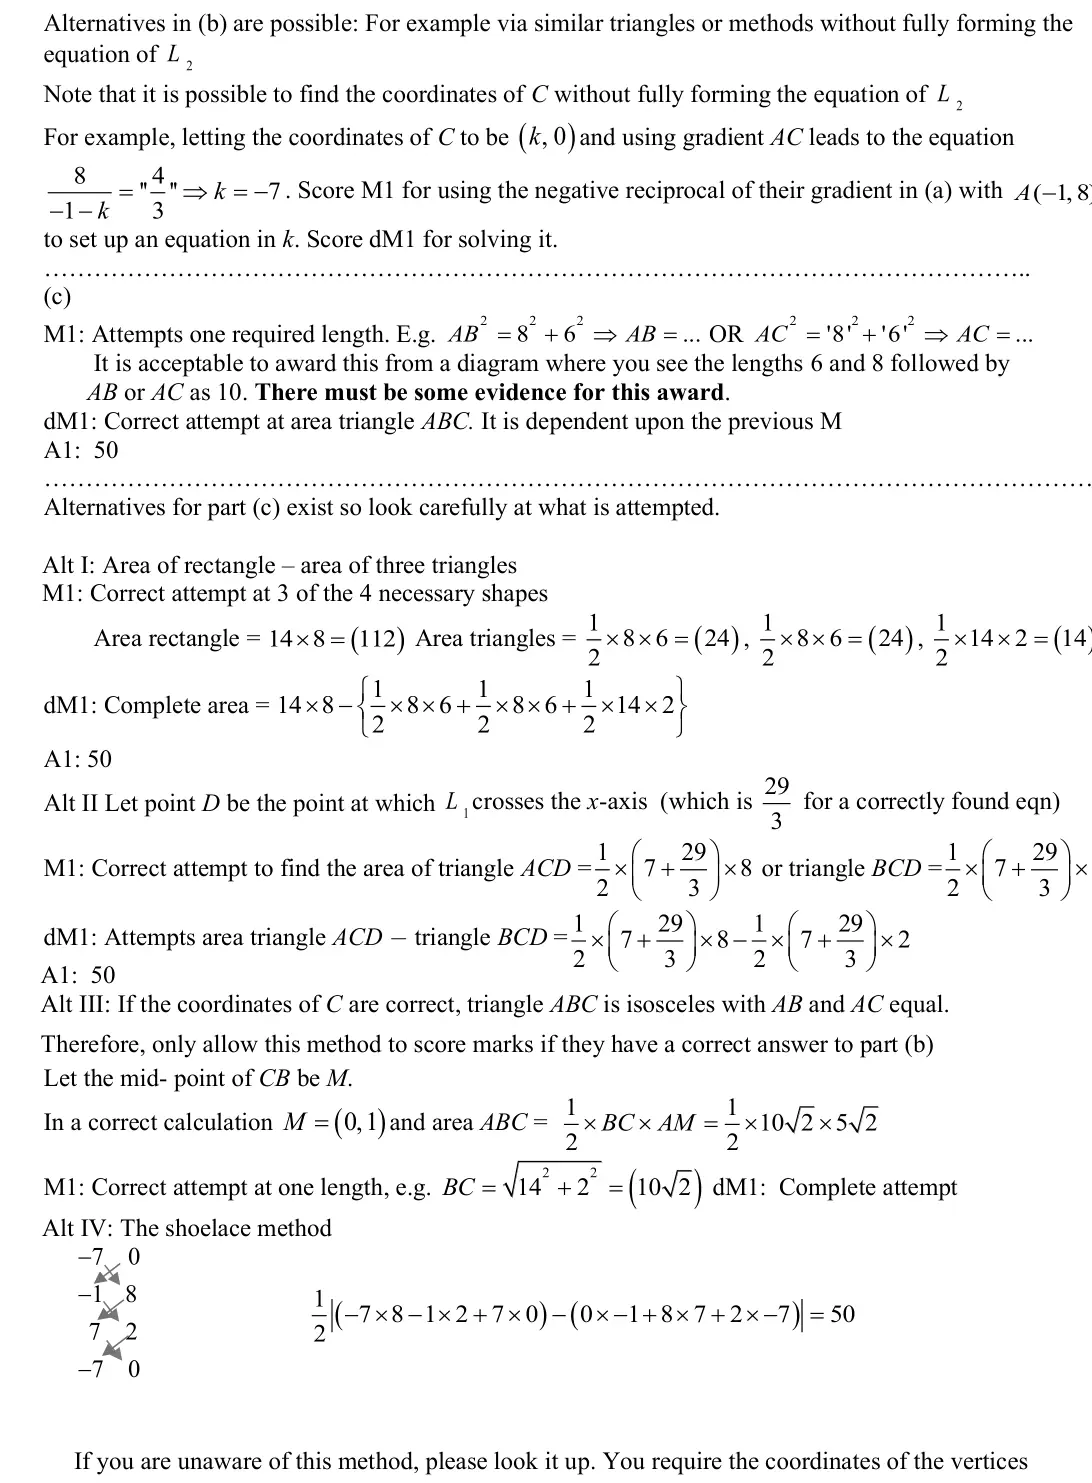 Alternatives in (b) are possible: For example via similar triangles or methods without fully forming the
equation of L₂
Note that it is possible to find the coordinates of C without fully forming the equation of L₂
For example, letting the coordinates of C to be (k, 0) and using gradient AC leads to the equation
8/(−1−k) = "4/3" ⇒ k = −7. Score M1 for using the negative reciprocal of their gradient in (a) with A(−1, 8)
to set up an equation in k. Score dM1 for solving it.
……………………………………………………………………………………………………..
(c)
M1: Attempts one required length. E.g. AB² = 8² + 6² ⇒ AB = ... OR AC² = '8'² + '6'² ⇒ AC = ...
It is acceptable to award this from a diagram where you see the lengths 6 and 8 followed by
AB or AC as 10. There must be some evidence for this award.
dM1: Correct attempt at area triangle ABC. It is dependent upon the previous M
A1: 50
……………………………………………………………………………………………………………
Alternatives for part (c) exist so look carefully at what is attempted.
Alt I: Area of rectangle – area of three triangles
M1: Correct attempt at 3 of the 4 necessary shapes
Area rectangle = 14×8 = (112) Area triangles = 1/2×8×6 = (24), 1/2×8×6 = (24), 1/2×14×2 = (14)
dM1: Complete area = 14×8−{1/2×8×6+1/2×8×6+1/2×14×2}
A1: 50
Alt II Let point D be the point at which L₁ crosses the x-axis (which is 29/3 for a correctly found eqn)
M1: Correct attempt to find the area of triangle ACD = 1/2×(7+29/3)×8 or triangle BCD = 1/2×(7+29/3)×
dM1: Attempts area triangle ACD – triangle BCD = 1/2×(7+29/3)×8−1/2×(7+29/3)×2
A1: 50
Alt III: If the coordinates of C are correct, triangle ABC is isosceles with AB and AC equal.
Therefore, only allow this method to score marks if they have a correct answer to part (b)
Let the mid- point of CB be M.
In a correct calculation M = (0, 1) and area ABC = 1/2×BC×AM = 1/2×10√2×5√2
M1: Correct attempt at one length, e.g. BC = √(14² + 2²) = (10√2) dM1: Complete attempt
Alt IV: The shoelace method
−7 0
−1 8
7 2
−7 0
1/2|(−7×8−1×2+7×0)−(0×−1+8×7+2×−7)| = 50
If you are unaware of this method, please look it up. You require the coordinates of the vertices